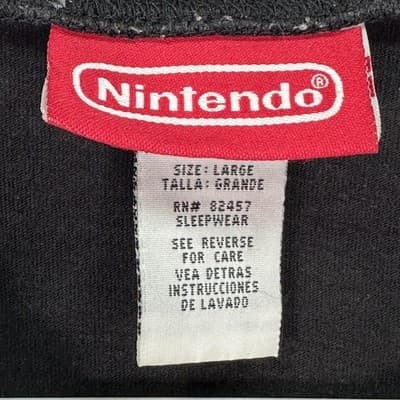 Nintendo®
SIZE: LARGE
TALLA: GRANDE
RN# 82457
SLEEPWEAR
SEE REVERSE
FOR CARE
VEA DETRAS
INSTRUCCIONES
DE LAVADO